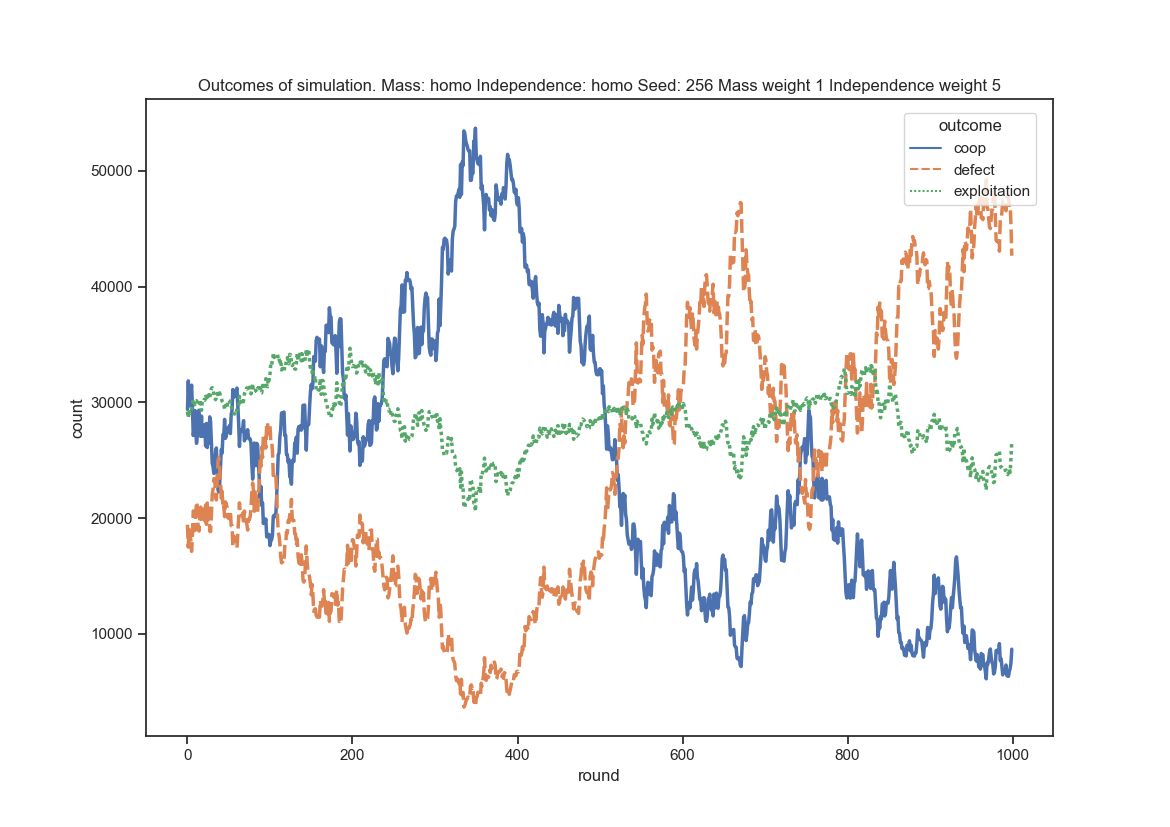 Outcomes of simulation. Mass: homo Independence: homo Seed: 256 Mass weight 1 Independence weight 5
outcome
coop
defect
exploitation
50000
40000
30000
20000
10000
count
0
200
400
600
800
1000
round